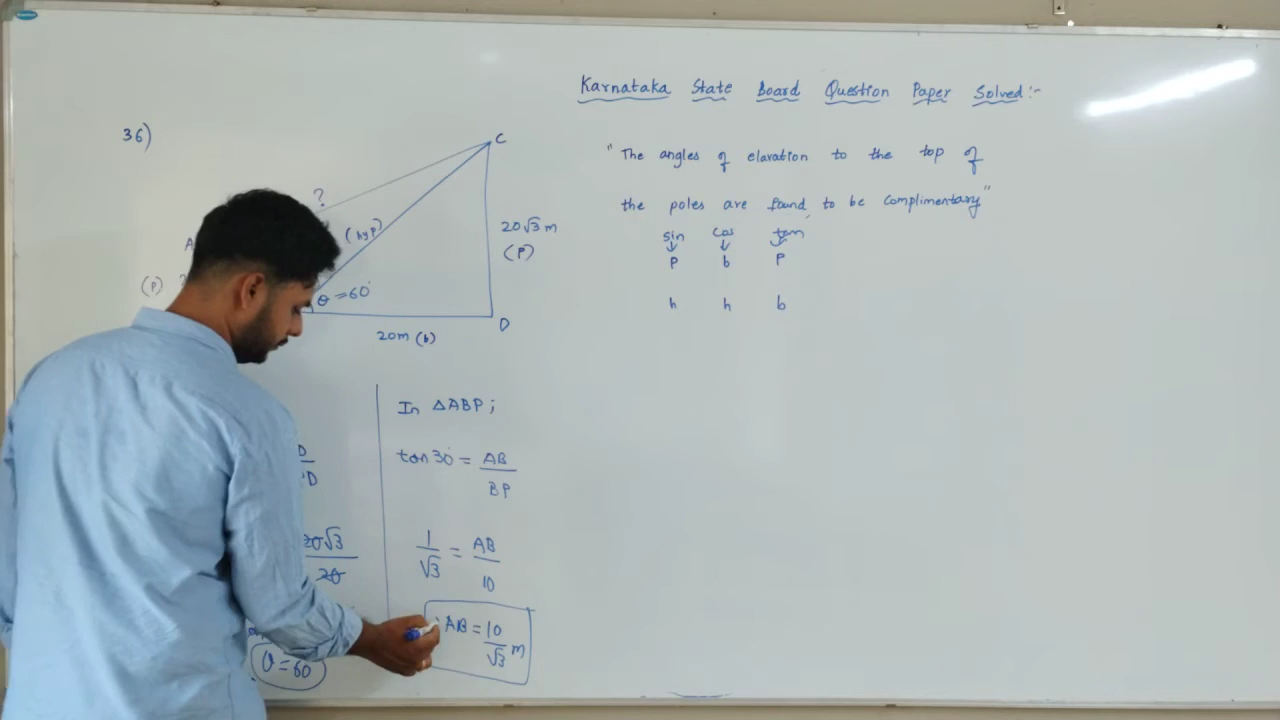 Karnataka State Board Question Paper Solved:-
36)
C
"The angles of elavation to the top of
?
the poles are found to be complimentary"
(hyp)
20√3 m
(P)
sin cos tan
↓ ↓ ↓
P b P
A
(P) ?
θ = 60°
h h b
20m (b)
D
In △ABP;
D
PD
tan 30° = AB/BP
20√3/20
1/√3 = AB/10
∴ AB = 10/√3 m
θ = 60